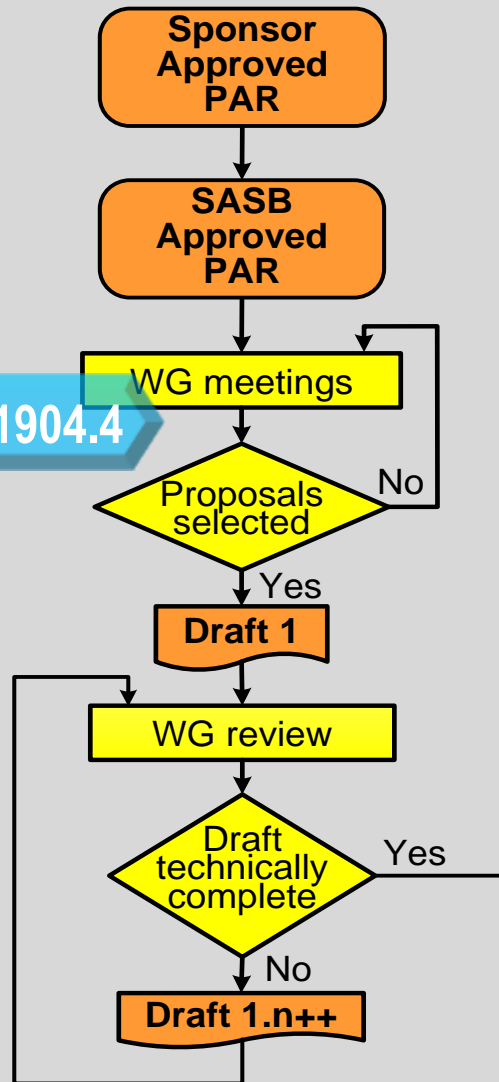 Sponsor
Approved
PAR
SASB
Approved
PAR
WG meetings
1904.4
Proposals
selected
No
Yes
Draft 1
WG review
Draft
technically
complete
Yes
No
Draft 1.n++